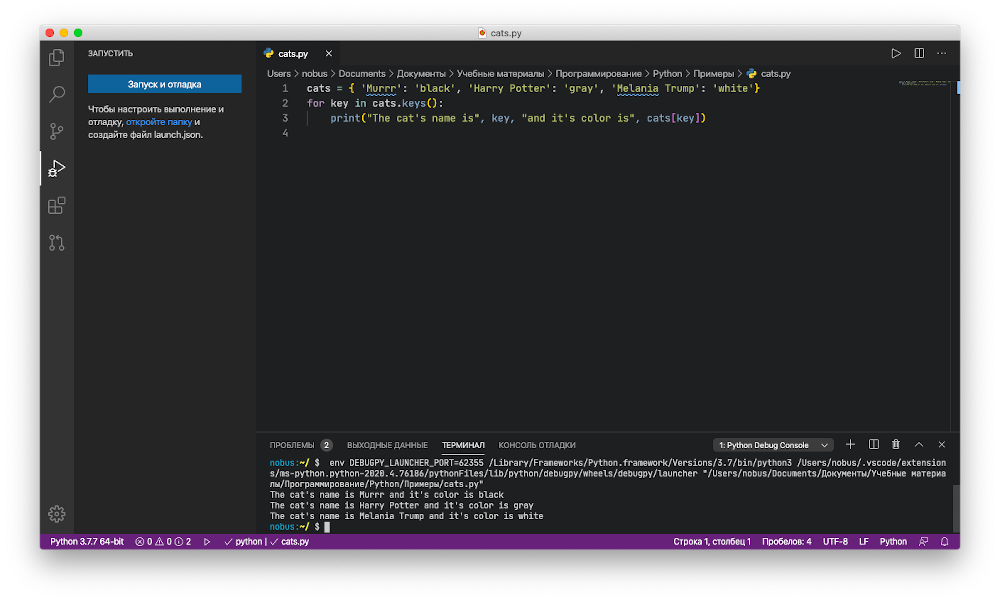 cats.py
ЗАПУСТИТЬ
Запуск и отладка
Чтобы настроить выполнение и
отладку, откройте папку и
создайте файл launch.json.
cats.py
Users > nobus > Documents > Документы > Учебные материалы > Программирование > Python > Примеры > cats.py
1 cats = { 'Murrr': 'black', 'Harry Potter': 'gray', 'Melania Trump': 'white'}
2 for key in cats.keys():
3 print("The cat's name is", key, "and it's color is", cats[key])
4
ПРОБЛЕМЫ 2 ВЫХОДНЫЕ ДАННЫЕ ТЕРМИНАЛ КОНСОЛЬ ОТЛАДКИ 1: Python Debug Console
nobus:~/ $ env DEBUGPY_LAUNCHER_PORT=62355 /Library/Frameworks/Python.framework/Versions/3.7/bin/python3 /Users/nobus/.vscode/extension
s/ms-python.python-2020.4.76186/pythonFiles/lib/python/debugpy/wheels/debugpy/launcher "/Users/nobus/Documents/Документы/Учебные материа
лы/Программирование/Python/Примеры/cats.py"
The cat's name is Murrr and it's color is black
The cat's name is Harry Potter and it's color is gray
The cat's name is Melania Trump and it's color is white
nobus:~/ $
Python 3.7.7 64-bit 0 0 2 python | cats.py Строка 1, столбец 1 Пробелов: 4 UTF-8 LF Python